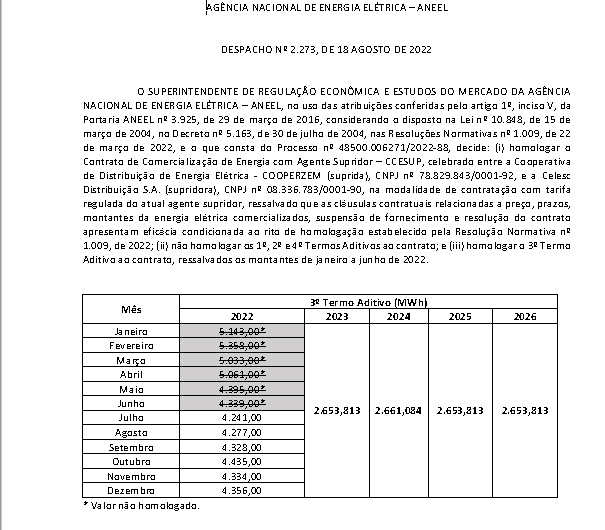 AGÊNCIA NACIONAL DE ENERGIA ELÉTRICA – ANEEL
DESPACHO Nº 2.273, DE 18 AGOSTO DE 2022
O SUPERINTENDENTE DE REGULAÇÃO ECONÔMICA E ESTUDOS DO MERCADO DA AGÊNCIA
NACIONAL DE ENERGIA ELÉTRICA – ANEEL, no uso das atribuições conferidas pelo artigo 1º, inciso V, da
Portaria ANEEL nº 3.925, de 29 de março de 2016, considerando o disposto na Lei nº 10.848, de 15 de
março de 2004, no Decreto nº 5.163, de 30 de julho de 2004, nas Resoluções Normativas nº 1.009, de 22
de março de 2022, e o que consta do Processo nº 48500.006271/2022-88, decide: (i) homologar o
Contrato de Comercialização de Energia com Agente Supridor – CCESUP, celebrado entre a Cooperativa
de Distribuição de Energia Elétrica - COOPERZEM (suprida), CNPJ nº 78.829.843/0001-92, e a Celesc
Distribuição S.A. (supridora), CNPJ nº 08.336.783/0001-90, na modalidade de contratação com tarifa
regulada do atual agente supridor, ressalvado que as cláusulas contratuais relacionadas a preço, prazos,
montantes da energia elétrica comercializados, suspensão de fornecimento e resolução do contrato
apresentam eficácia condicionada ao rito de homologação estabelecido pela Resolução Normativa nº
1.009, de 2022; (ii) não homologar os 1º, 2º e 4º Termos Aditivos ao contrato; e (iii) homologar o 3º Termo
Aditivo ao contrato, ressalvados os montantes de janeiro a junho de 2022.
Mês 3º Termo Aditivo (MWh)
2022 2023 2024 2025 2026
Janeiro 5.143,00*
Fevereiro 5.358,00*
Março 5.033,00*
Abril 5.061,00*
Maio 4.395,00*
Junho 4.339,00* 2.653,813 2.661,084 2.653,813 2.653,813
Julho 4.241,00
Agosto 4.277,00
Setembro 4.328,00
Outubro 4.435,00
Novembro 4.334,00
Dezembro 4.356,00
* Valor não homologado.